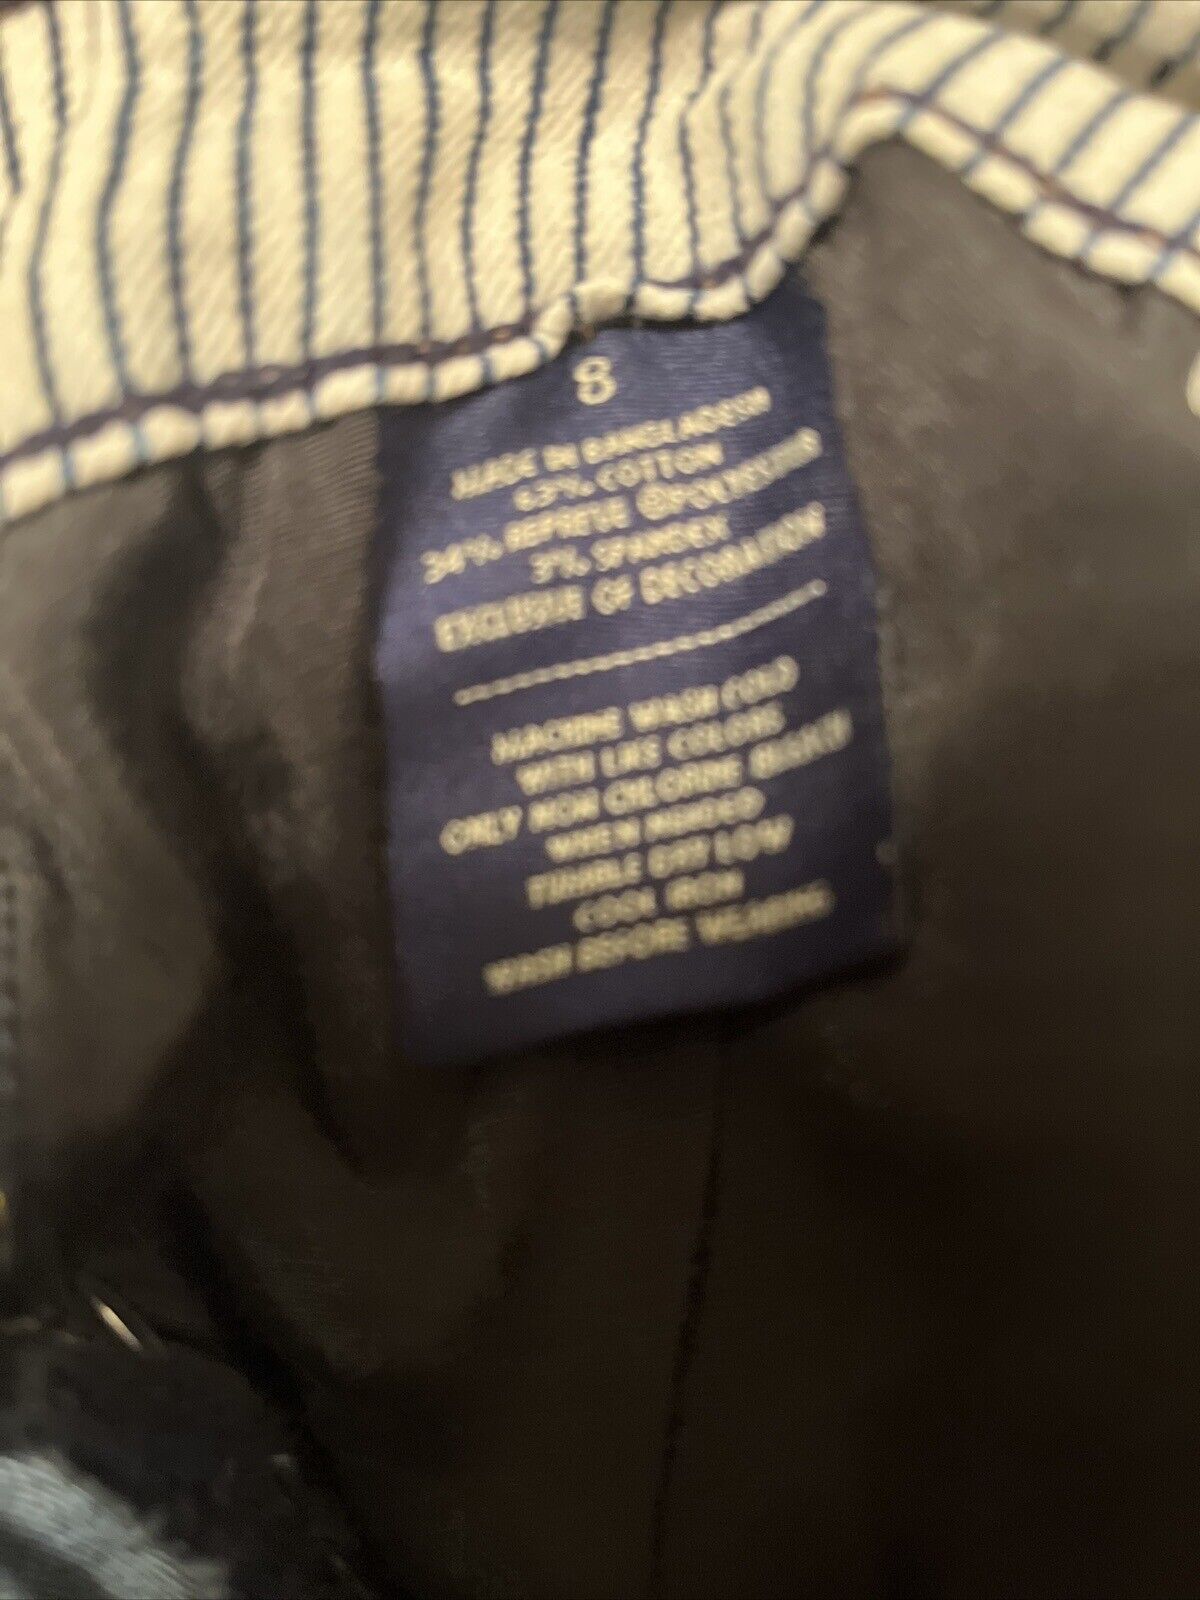 8
MADE IN BANGLADESH
63% COTTON
34% REPREVE ®POLYESTER
3% SPANDEX
EXCLUSIVE OF DECORATION
MACHINE WASH COLD
WITH LIKE COLOURS
ONLY NON CHLORINE BLEACH
WHEN NEEDED
TUMBLE DRY LOW
COOL IRON
WASH BEFORE WEARING